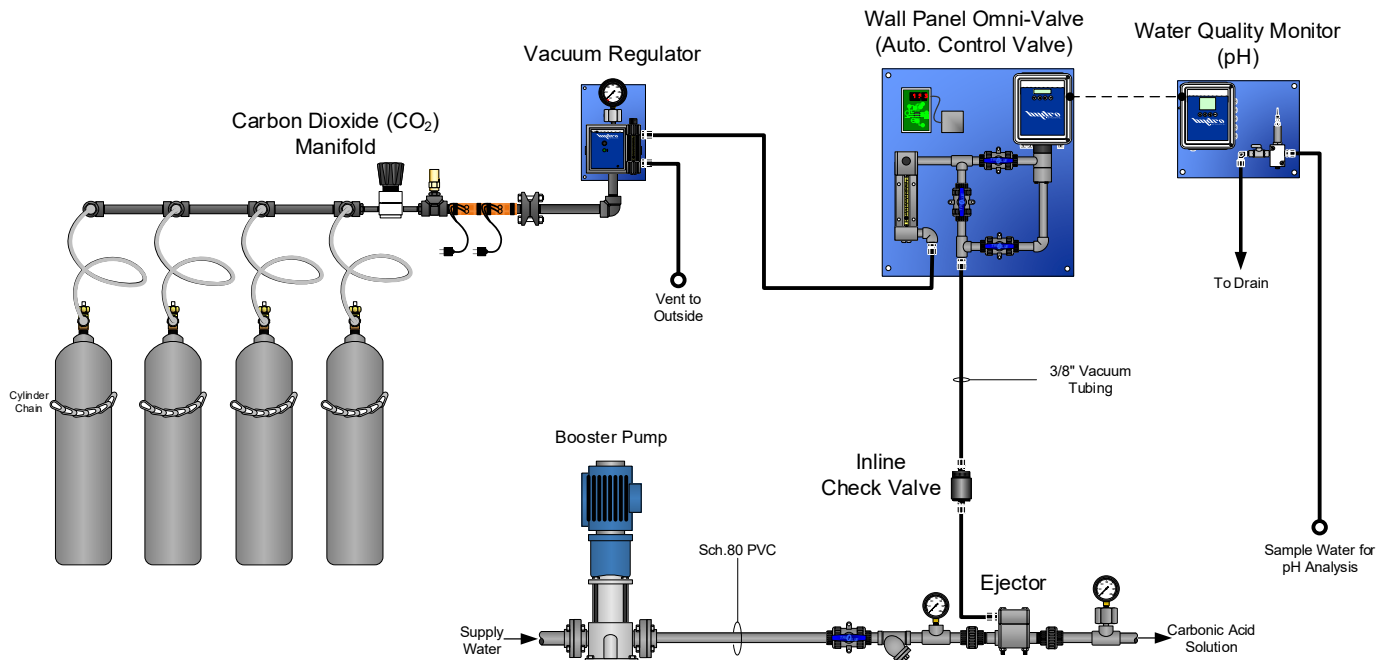 Wall Panel Omni-Valve
(Auto. Control Valve)
Water Quality Monitor
(pH)
Vacuum Regulator
Carbon Dioxide (CO₂)
Manifold
To Drain
Vent to
Outside
3/8" Vacuum
Tubing
Cylinder
Chain
Booster Pump
Inline
Check Valve
Sch.80 PVC
Sample Water for
pH Analysis
Ejector
Supply
Water
Carbonic Acid
Solution